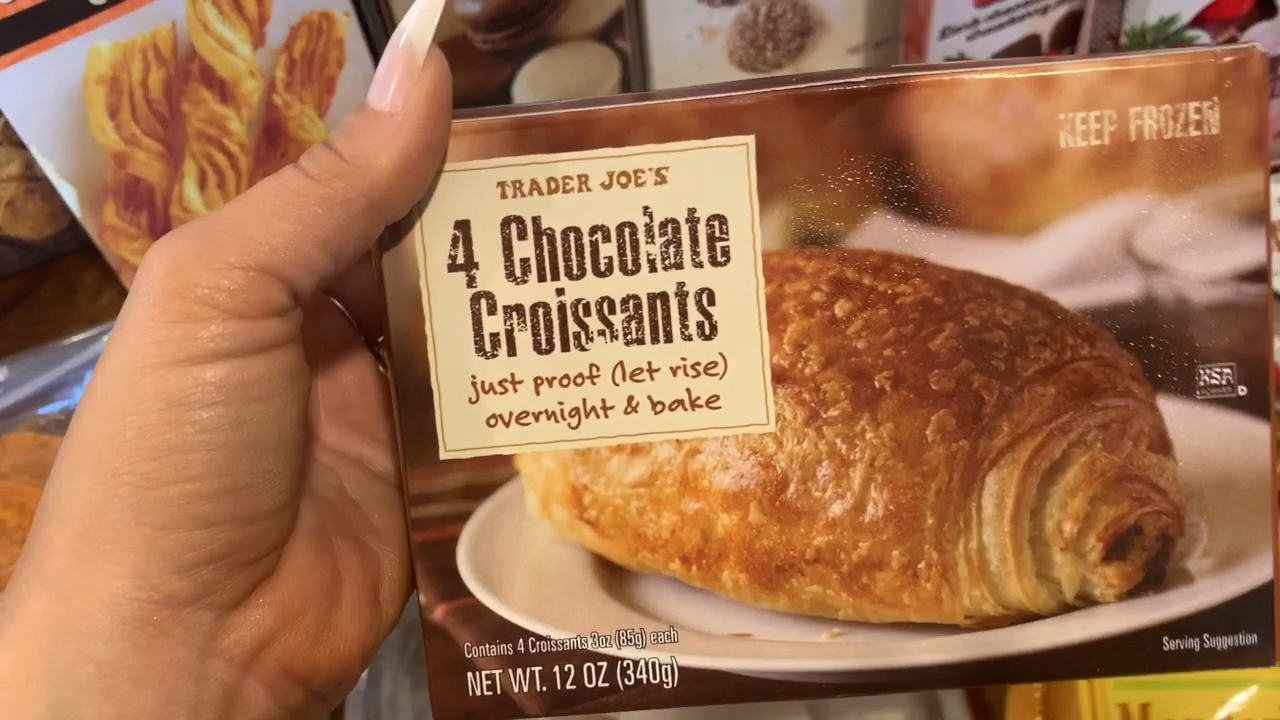 KEEP FROZEN
TRADER JOE'S
4 Chocolate
Croissants
just proof (let rise)
overnight & bake
KSA
Contains 4 Croissants 3oz (85g) each
NET WT. 12 OZ (340g)
Serving Suggestion